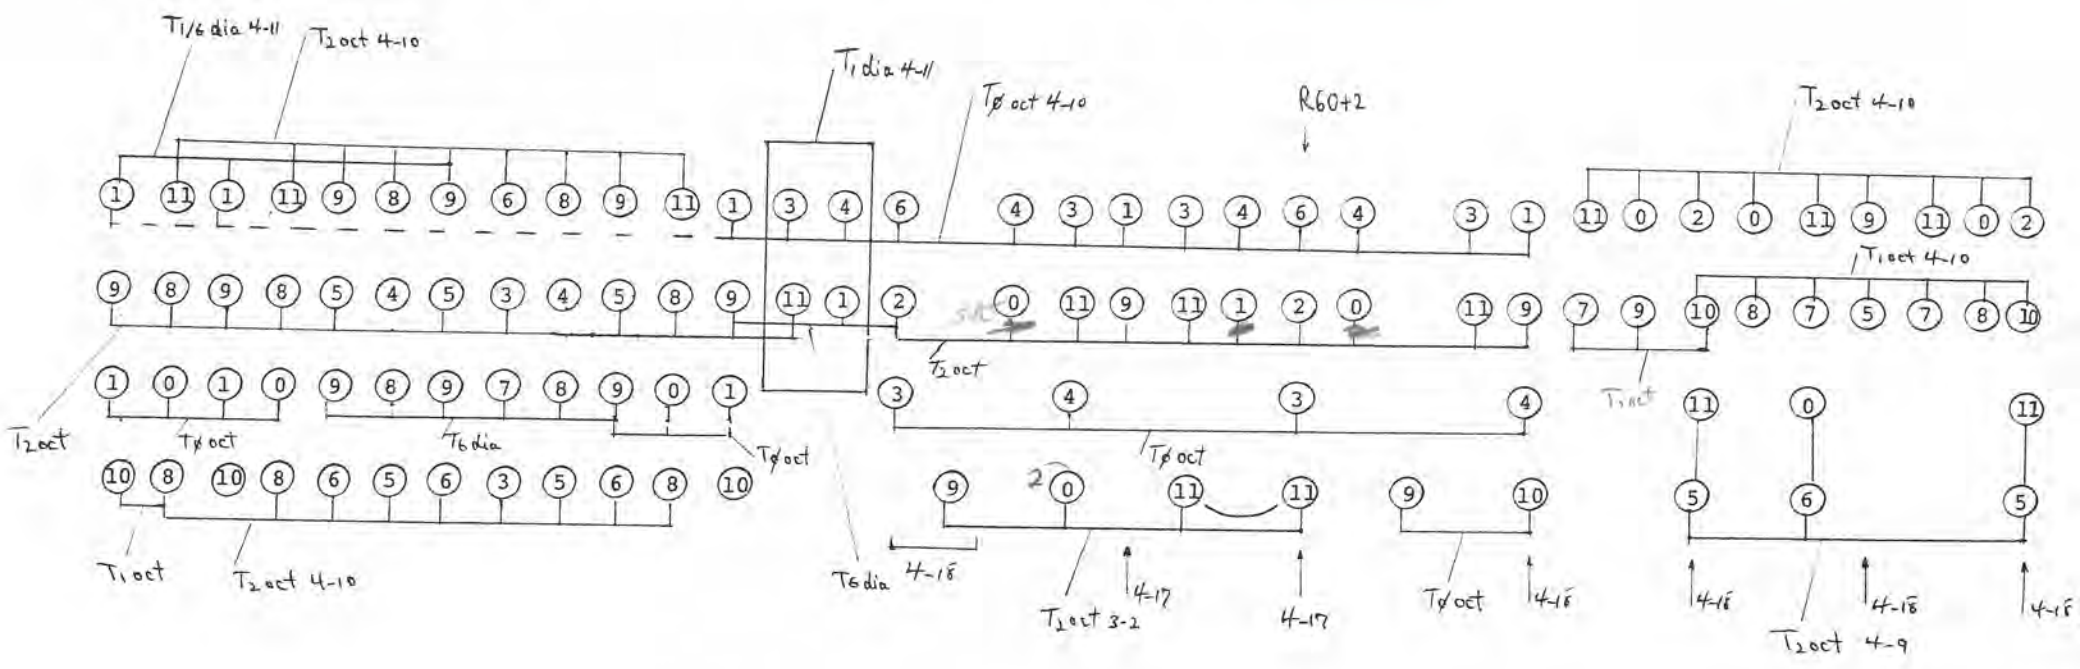 T1/6 dia 4-11
T2 oct 4-10
T1 dia 4-11
TØ oct 4-10
R60+2
T2 oct 4-10
1 11 1 11 9 8 9 6 8 9 11 1 3 4 6 4 3 1 3 4 6 4 3 1 11 0 2 0 11 9 11 0 2
T1 oct 4-10
9 8 9 8 5 4 5 3 4 5 8 9 11 1 2 0 11 9 11 1 2 0 11 9 7 9 10 8 7 5 7 8 10
T2 oct
T1 oct
1 0 1 0 9 8 9 7 8 9 0 1 3 4 3 4 11 0 11
T2 oct
TØ oct
T6 dia
TØ oct
TØ oct
10 8 10 8 6 5 6 3 5 6 8 10 9 2 0 11 11 9 10 5 6 5
T1 oct
T2 oct 4-10
T6 dia
4-18
T2 oct 3-2
4-17
4-17
TØ oct
4-18
4-18
4-18
4-18
T2 oct 4-9